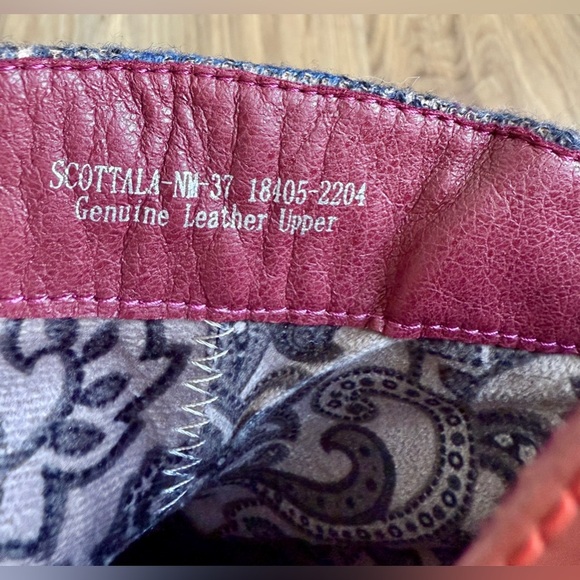 SCOTTALA-NM-37 18405-2204
Genuine Leather Upper